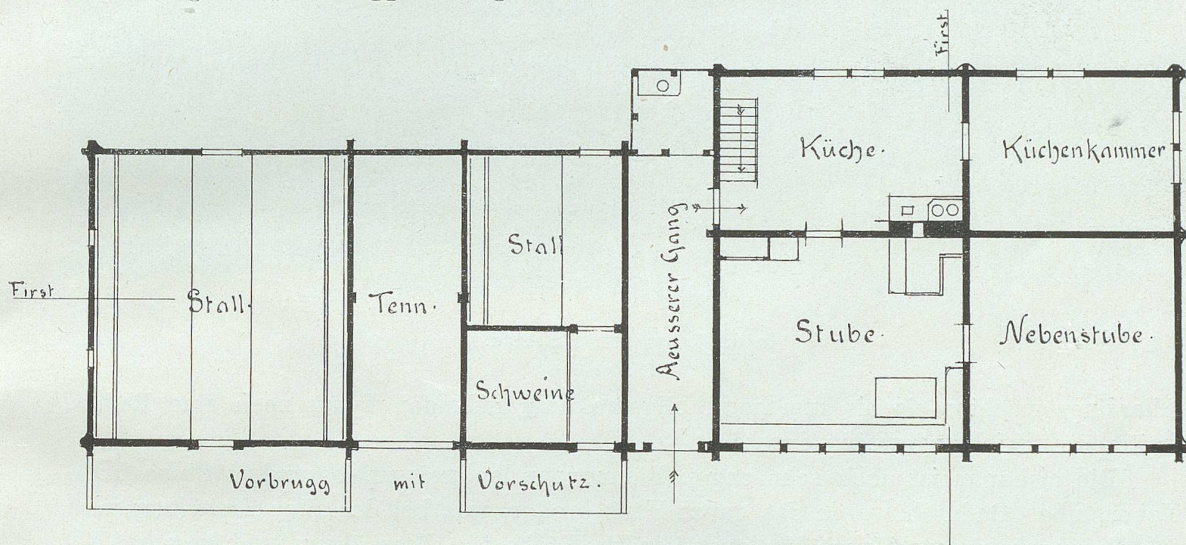 First
Küche.
Küchenkammer
Aeusserer Gang
Stall
First
Stall.
Tenn.
Stube.
Nebenstube.
Schweine
Vorbrugg mit Vorschutz.